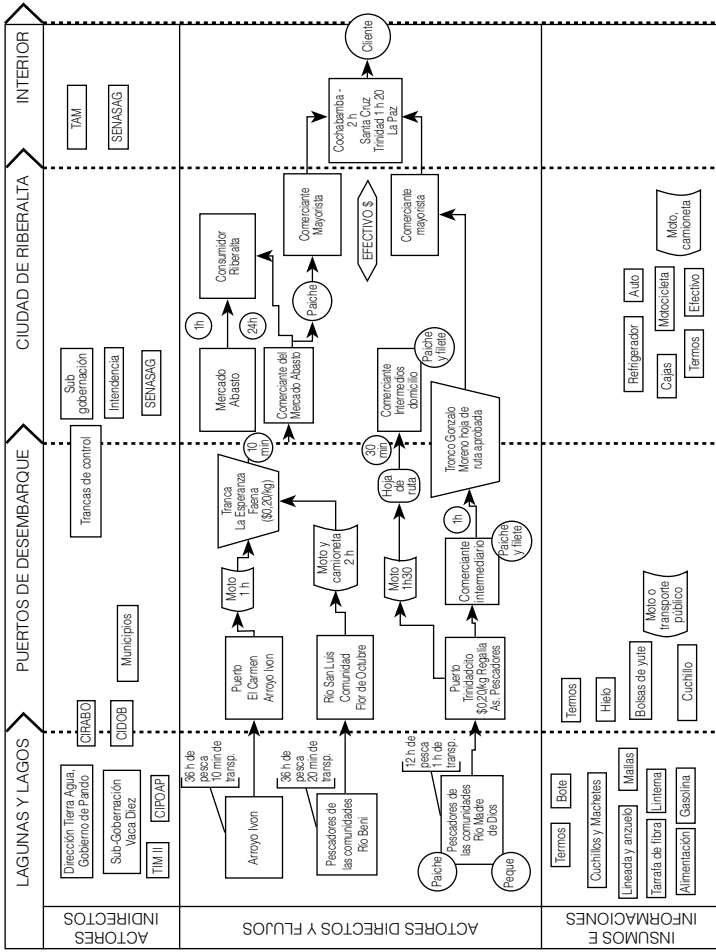 LAGUNAS Y LAGOS
PUERTOS DE DESEMBARQUE
CIUDAD DE RIBERALTA
INTERIOR
ACTORES
INDIRECTOS
Dirección Tierra Agua,
Gobierno de Pando
Sub-Gobernación
Vaca Diez
TIM II
CIPOAP
CIRABO
CIDOB
Municipios
Trancas de control
Sub
gobernación
Intendencia
SENASAG
TAM
SENASAG
ACTORES DIRECTOS Y FLUJOS
36 h de
pesca
10 min de
transp.
Arroyo Ivon
Puerto
El Carmen
Arroyo Ivon
Moto
1 h
Tranca
La Esperanza
Faena
($0,20/kg)
10
min
Mercado
Abasto
1h
24h
Consumidor
Riberalta
36 h de
pesca
20 min de
transp.
Pescadores de
las comunidades
Río Beni
Río San Luis
Comunidad
Flor de Octubre
Moto y
camioneta
2 h
Comerciante del
Mercado Abasto
Paiche
Comerciante
Mayorista
EFECTIVO $
Cochabamba -
2 h
Santa Cruz
Trinidad 1 h 20
La Paz
Cliente
12 h de
pesca
1 h de
transp.
Paiche
Pescadores de
las comunidades
Río Madre
de Dios
Peque
Puerto
Trinidadcito
$0,20/kg Regalía
As. Pescadores
Moto
1h30
Hoja
de
ruta
30
min
Comerciante
Intermedios
domicilio
Paiche
y filete
Comerciante
intermediario
Paiche
y filete
1h
Tronco Gonzalo
Moreno hoja de
ruta aprobada
Comerciante
mayorista
INSUMOS E
INFORMACIONES
Termos
Bote
Cuchillos y Machetes
Lineada y anzuelo
Mallas
Tarrafa de fibra
Linterna
Alimentación
Gasolina
Termos
Hielo
Bolsas de yute
Cuchillo
Moto o
transporte
público
Refrigerador
Auto
Cajas
Motocicleta
Termos
Efectivo
Moto,
camioneta